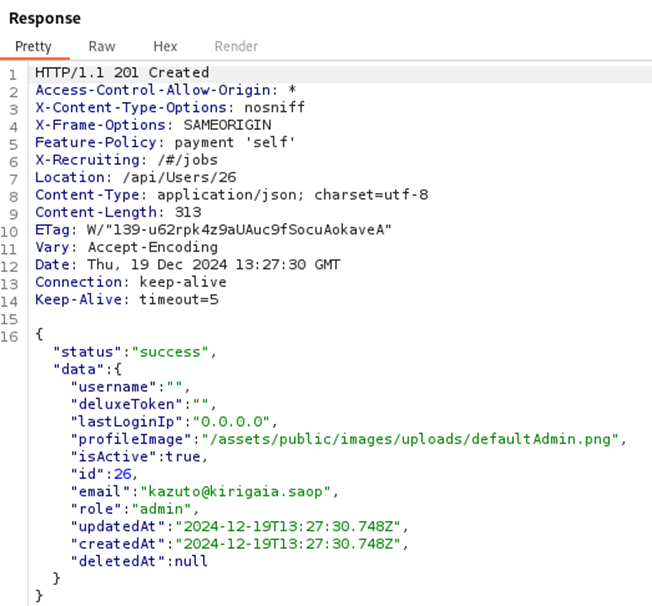 Response
Pretty Raw Hex Render
1 HTTP/1.1 201 Created
2 Access-Control-Allow-Origin: *
3 X-Content-Type-Options: nosniff
4 X-Frame-Options: SAMEORIGIN
5 Feature-Policy: payment 'self'
6 X-Recruiting: /#/jobs
7 Location: /api/Users/26
8 Content-Type: application/json; charset=utf-8
9 Content-Length: 313
10 ETag: W/"139-u62rpk4z9aUAuc9fSocuAokaveA"
11 Vary: Accept-Encoding
12 Date: Thu, 19 Dec 2024 13:27:30 GMT
13 Connection: keep-alive
14 Keep-Alive: timeout=5
15
16 {
"status":"success",
"data":{
"username":"",
"deluxeToken":"",
"lastLoginIp":"0.0.0.0",
"profileImage":"/assets/public/images/uploads/defaultAdmin.png",
"isActive":true,
"id":26,
"email":"kazuto@kirigaia.saop",
"role":"admin",
"updatedAt":"2024-12-19T13:27:30.748Z",
"createdAt":"2024-12-19T13:27:30.748Z",
"deletedAt":null
}
}